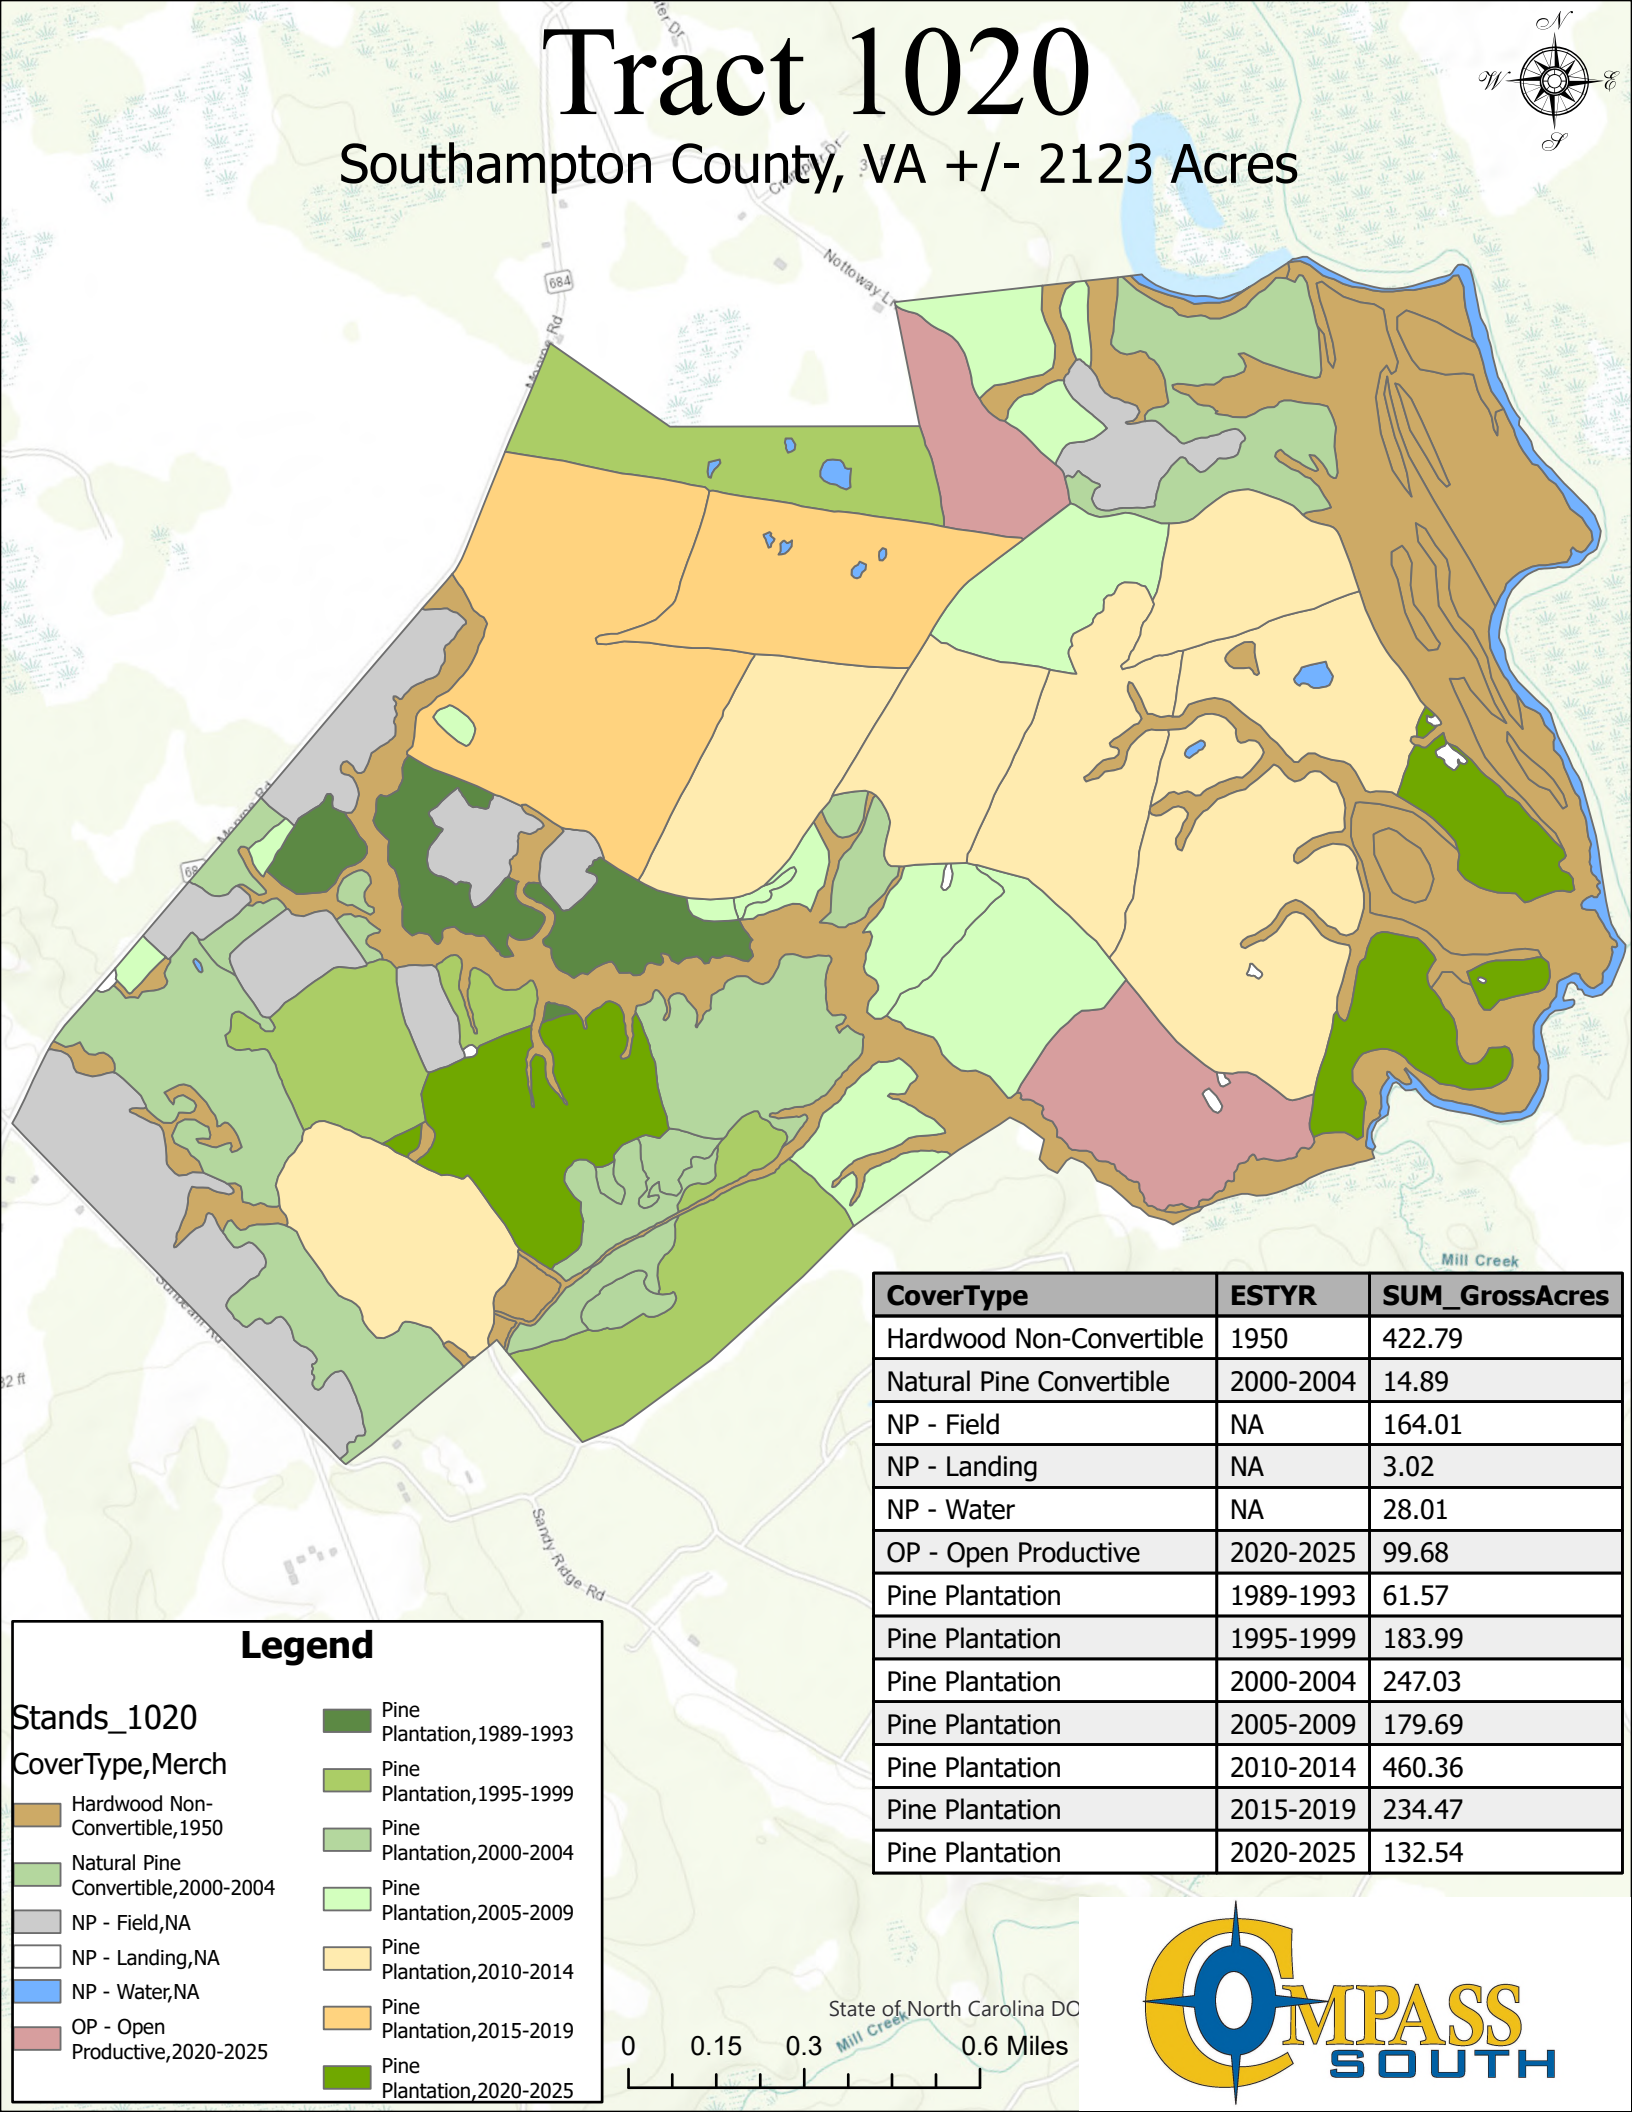 Tract 1020
Southampton County, VA +/- 2123 Acres
N
W
E
S
Crumpler Dr
Nottoway Ln
684
Monroe Rd
Monroe Rd
Sunbeam Rd
Sandy Ridge Rd
Mill Creek
CoverType ESTYR SUM_GrossAcres
Hardwood Non-Convertible 1950 422.79
Natural Pine Convertible 2000-2004 14.89
NP - Field NA 164.01
NP - Landing NA 3.02
NP - Water NA 28.01
OP - Open Productive 2020-2025 99.68
Pine Plantation 1989-1993 61.57
Pine Plantation 1995-1999 183.99
Pine Plantation 2000-2004 247.03
Pine Plantation 2005-2009 179.69
Pine Plantation 2010-2014 460.36
Pine Plantation 2015-2019 234.47
Pine Plantation 2020-2025 132.54
Legend
Stands_1020
CoverType,Merch
Hardwood Non-
Convertible,1950
Natural Pine
Convertible,2000-2004
NP - Field,NA
NP - Landing,NA
NP - Water,NA
OP - Open
Productive,2020-2025
Pine
Plantation,1989-1993
Pine
Plantation,1995-1999
Pine
Plantation,2000-2004
Pine
Plantation,2005-2009
Pine
Plantation,2010-2014
Pine
Plantation,2015-2019
Pine
Plantation,2020-2025
State of North Carolina DO
Mill Creek
0 0.15 0.3 0.6 Miles
COMPASS
SOUTH